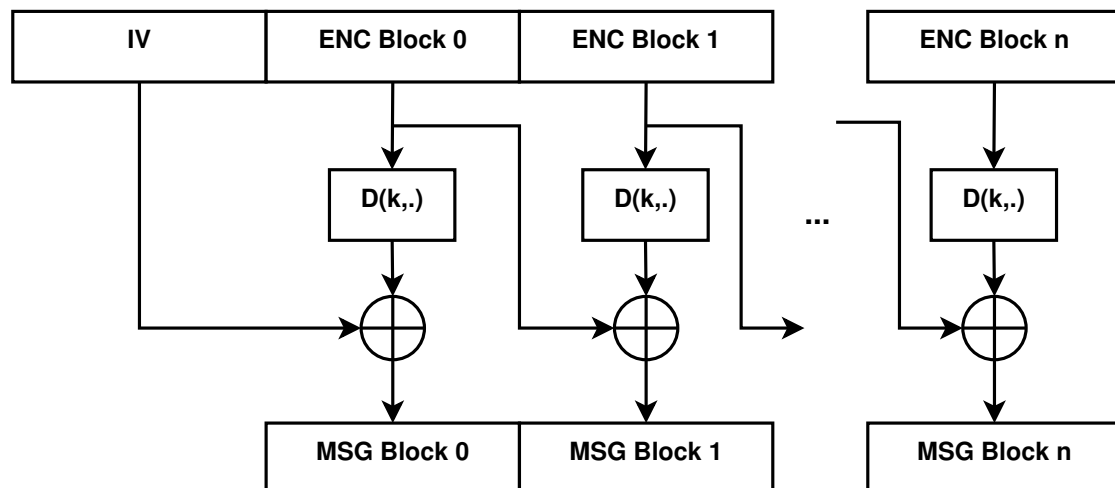 IV
ENC Block 0
ENC Block 1
ENC Block n
D(k,.)
D(k,.)
...
D(k,.)
MSG Block 0
MSG Block 1
MSG Block n